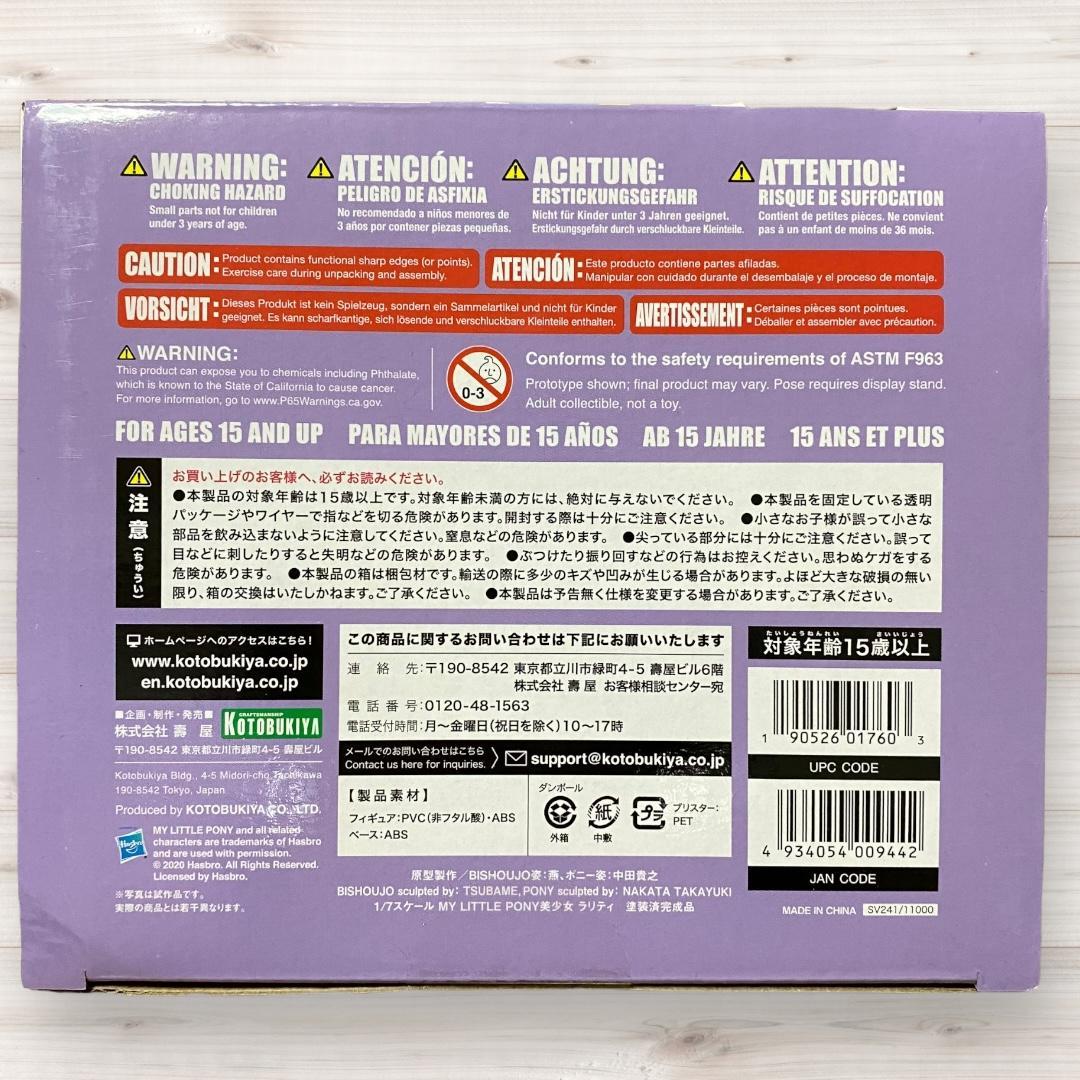 WARNING:
CHOKING HAZARD
Small parts not for children
under 3 years of age.
ATENCIÓN:
PELIGRO DE ASFIXIA
No recomendado a niños menores de
3 años por contener piezas pequeñas.
ACHTUNG:
ERSTICKUNGSGEFAHR
Nicht für Kinder unter 3 Jahren geeignet.
Erstickungsgefahr durch verschluckbare Kleinteile.
ATTENTION:
RISQUE DE SUFFOCATION
Contient de petites pièces. Ne convient
pas à un enfant de moins de 36 mois.
CAUTION: Product contains functional sharp edges (or points).
Exercise care during unpacking and assembly.
ATENCIÓN: Este producto contiene partes afiladas.
Manipular con cuidado durante el desembalaje y el proceso de montaje.
VORSICHT: Dieses Produkt ist kein Spielzeug, sondern ein Sammelartikel und nicht für Kinder
geeignet. Es kann scharfkantige, sich lösende und verschluckbare Kleinteile enthalten.
AVERTISSEMENT: Certaines pièces sont pointues.
Déballer et assembler avec précaution.
WARNING:
This product can expose you to chemicals including Phthalate,
which is known to the State of California to cause cancer.
For more information, go to www.P65Warnings.ca.gov.
0-3
Conforms to the safety requirements of ASTM F963
Prototype shown; final product may vary. Pose requires display stand.
Adult collectible, not a toy.
FOR AGES 15 AND UP PARA MAYORES DE 15 AÑOS AB 15 JAHRE 15 ANS ET PLUS
注意(ちゅうい)
お買い上げのお客様へ、必ずお読みください。
●本製品の対象年齢は15歳以上です。対象年齢未満の方には、絶対に与えないでください。 ●本製品を固定している透明
パッケージやワイヤーで指などを切る危険があります。開封する際は十分にご注意ください。 ●小さなお子様が誤って小さな
部品を飲み込まないように注意してください。窒息などの危険があります。 ●尖っている部分には十分にご注意ください。誤って
目などに刺したりすると失明などの危険があります。 ●ぶつけたり振り回すなどの行為はお控えください。思わぬケガをする
危険があります。 ●本製品の箱は梱包材です。輸送の際に多少のキズや凹みが生じる場合があります。よほど大きな破損の無い
限り、箱の交換はいたしかねます。ご了承ください。 ●本製品は予告無く仕様を変更する場合があります。ご了承ください。
ホームページへのアクセスはこちら!
www.kotobukiya.co.jp
en.kotobukiya.co.jp
■企画・制作・発売■
株式会社 壽 屋
CRAFTSMANSHIP
KOTOBUKIYA
〒190-8542 東京都立川市緑町4-5 壽屋ビル
Kotobukiya Bldg., 4-5 Midori-cho, Tachikawa
190-8542 Tokyo, Japan
Produced by KOTOBUKIYA CO., LTD.
Hasbro
MY LITTLE PONY and all related
characters are trademarks of Hasbro
and are used with permission.
© 2020 Hasbro. All Rights Reserved.
Licensed by Hasbro.
※写真は試作品です。
実際の商品とは若干異なります。
この商品に関するお問い合わせは下記にお願いいたします
連 絡 先:〒190-8542 東京都立川市緑町4-5 壽屋ビル6階
株式会社 壽 屋 お客様相談センター宛
電 話 番 号:0120-48-1563
電話受付時間:月〜金曜日(祝日を除く)10〜17時
メールでのお問い合わせはこちら
Contact us here for inquiries.
support@kotobukiya.co.jp
【製品素材】
フィギュア:PVC(非フタル酸)・ABS
ベース:ABS
ダンボール
外箱
紙
中敷
プラ
ブリスター:
PET
原型製作/BISHOUJO姿:燕、ポニー姿:中田貴之
BISHOUJO sculpted by: TSUBAME, PONY sculpted by: NAKATA TAKAYUKI
1/7スケール MY LITTLE PONY美少女 ラリティ 塗装済完成品
たいしょうねんれい さいいじょう
対象年齢15歳以上
1 90526 01760 3
UPC CODE
4 934054 009442
JAN CODE
MADE IN CHINA SV241/11000